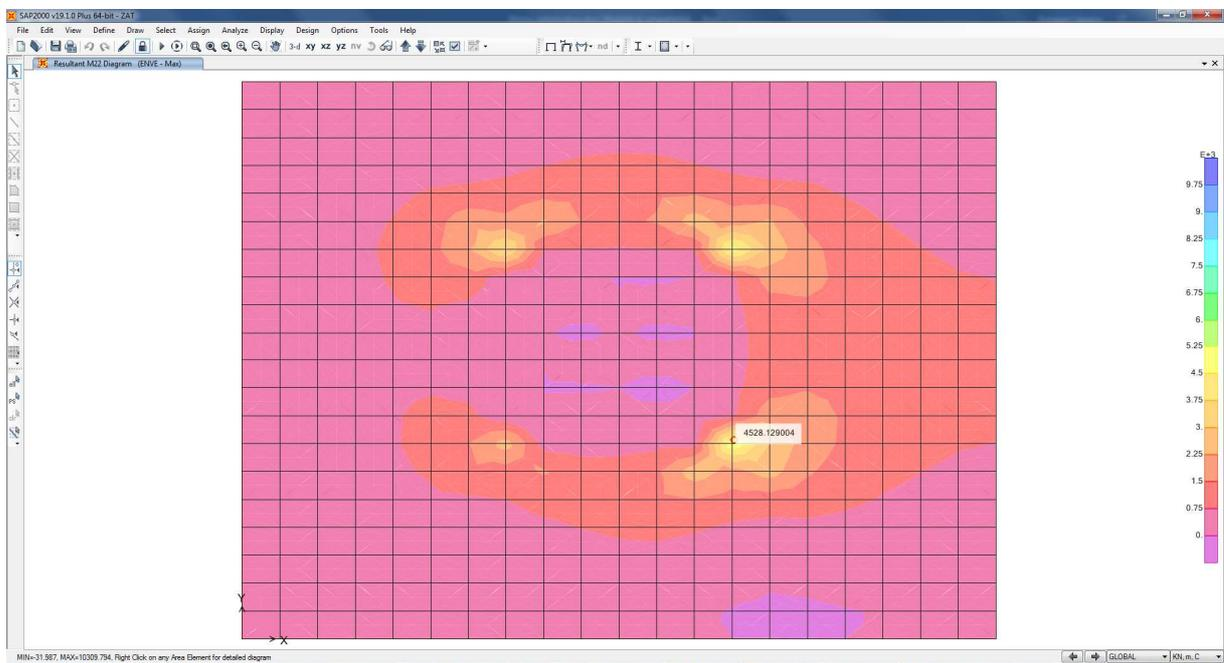 SAP2000 v19.1.0 Plus 64-bit - ZAT
File Edit View Define Draw Select Assign Analyze Display Design Options Tools Help
3-d xy xz yz nv nd
Resultant M22 Diagram (ENVE - Max)
E+3
9.75
9.
8.25
7.5
6.75
6.
5.25
4.5
3.75
3.
2.25
1.5
0.75
0.
4528.129004
Y
X
MIN=-31.987, MAX=10309.794, Right Click on any Area Element for detailed diagram
GLOBAL
KN, m, C